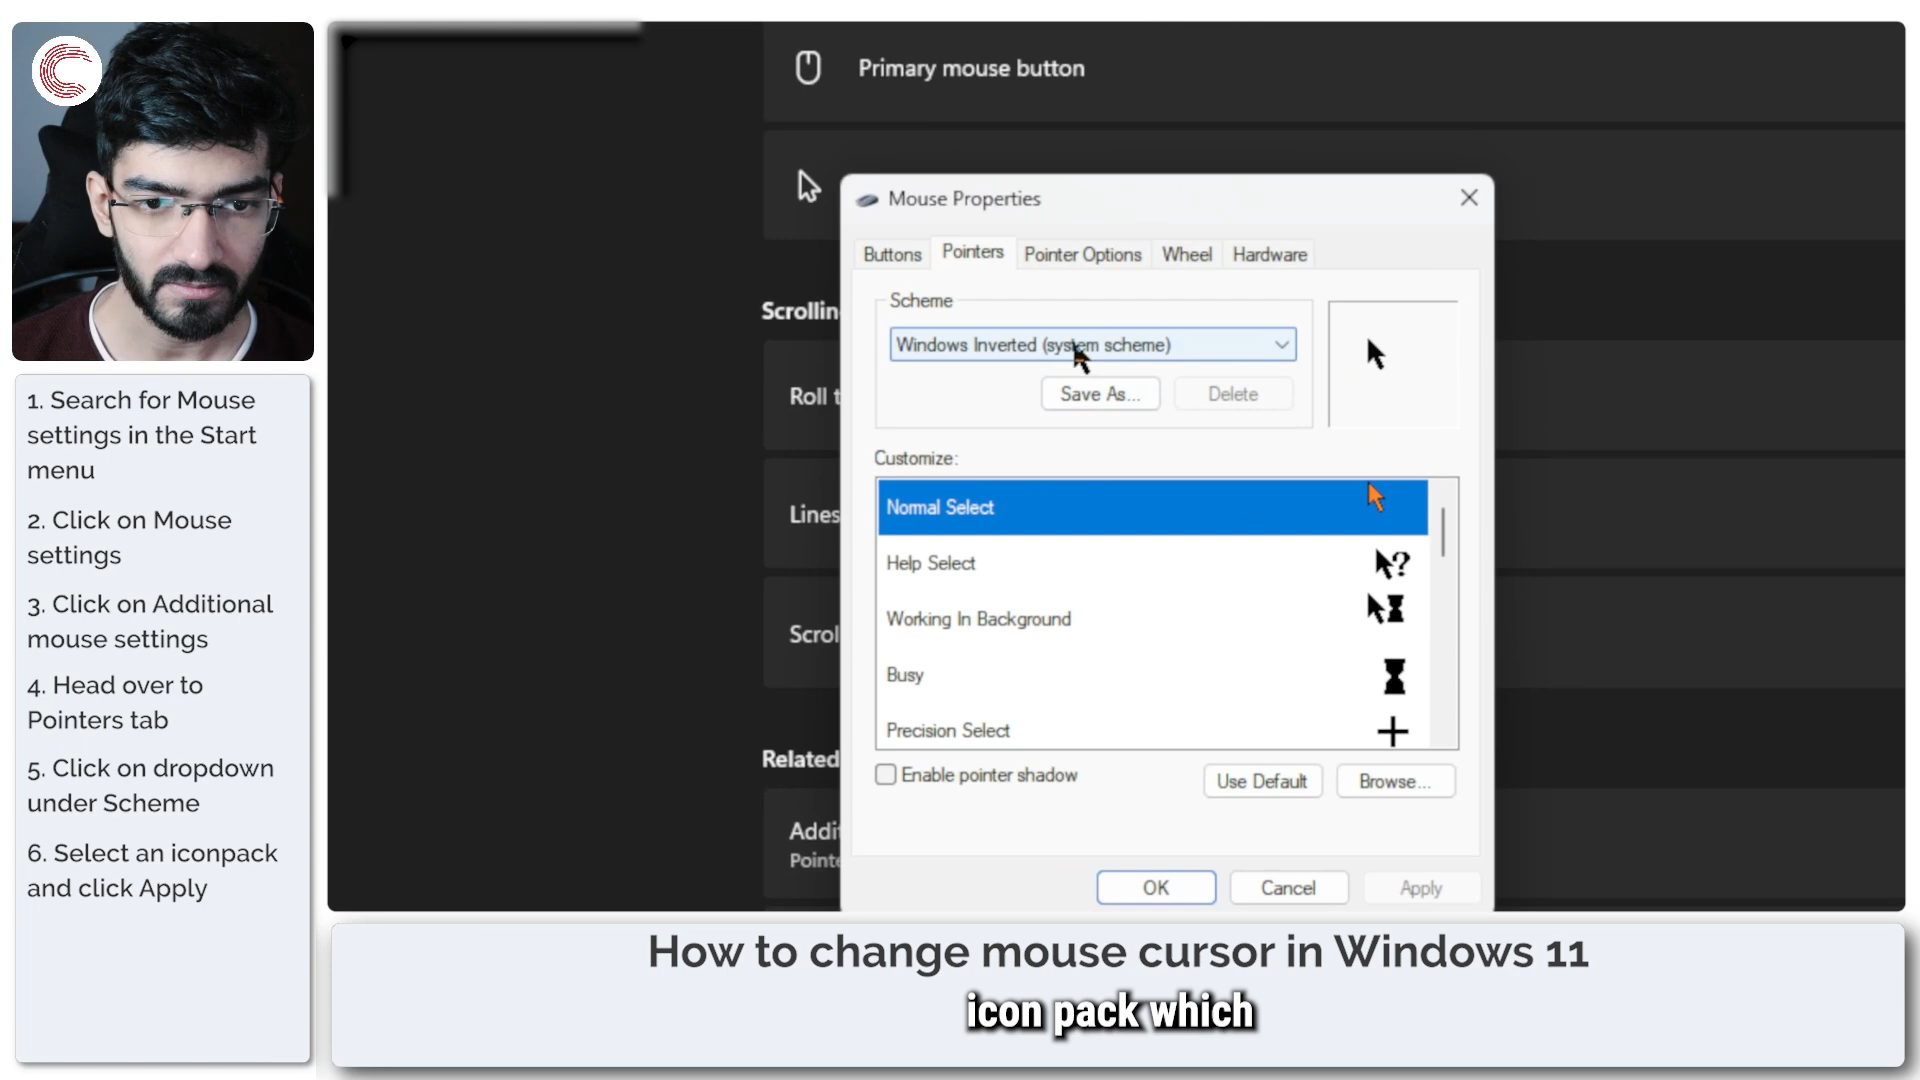 1. Search for Mouse
settings in the Start
menu
2. Click on Mouse
settings
3. Click on Additional
mouse settings
4. Head over to
Pointers tab
5. Click on dropdown
under Scheme
6. Select an iconpack
and click Apply
Primary mouse button
Mouse Properties
Buttons Pointers Pointer Options Wheel Hardware
Scheme
Scrollin
Windows Inverted (system scheme)
Save As... Delete
Roll t
Customize:
Normal Select
Lines
Help Select
Working In Background
Scrol
Busy
Precision Select
Related
Enable pointer shadow
Use Default Browse...
Addit
Pointe
OK Cancel Apply
How to change mouse cursor in Windows 11
icon pack which